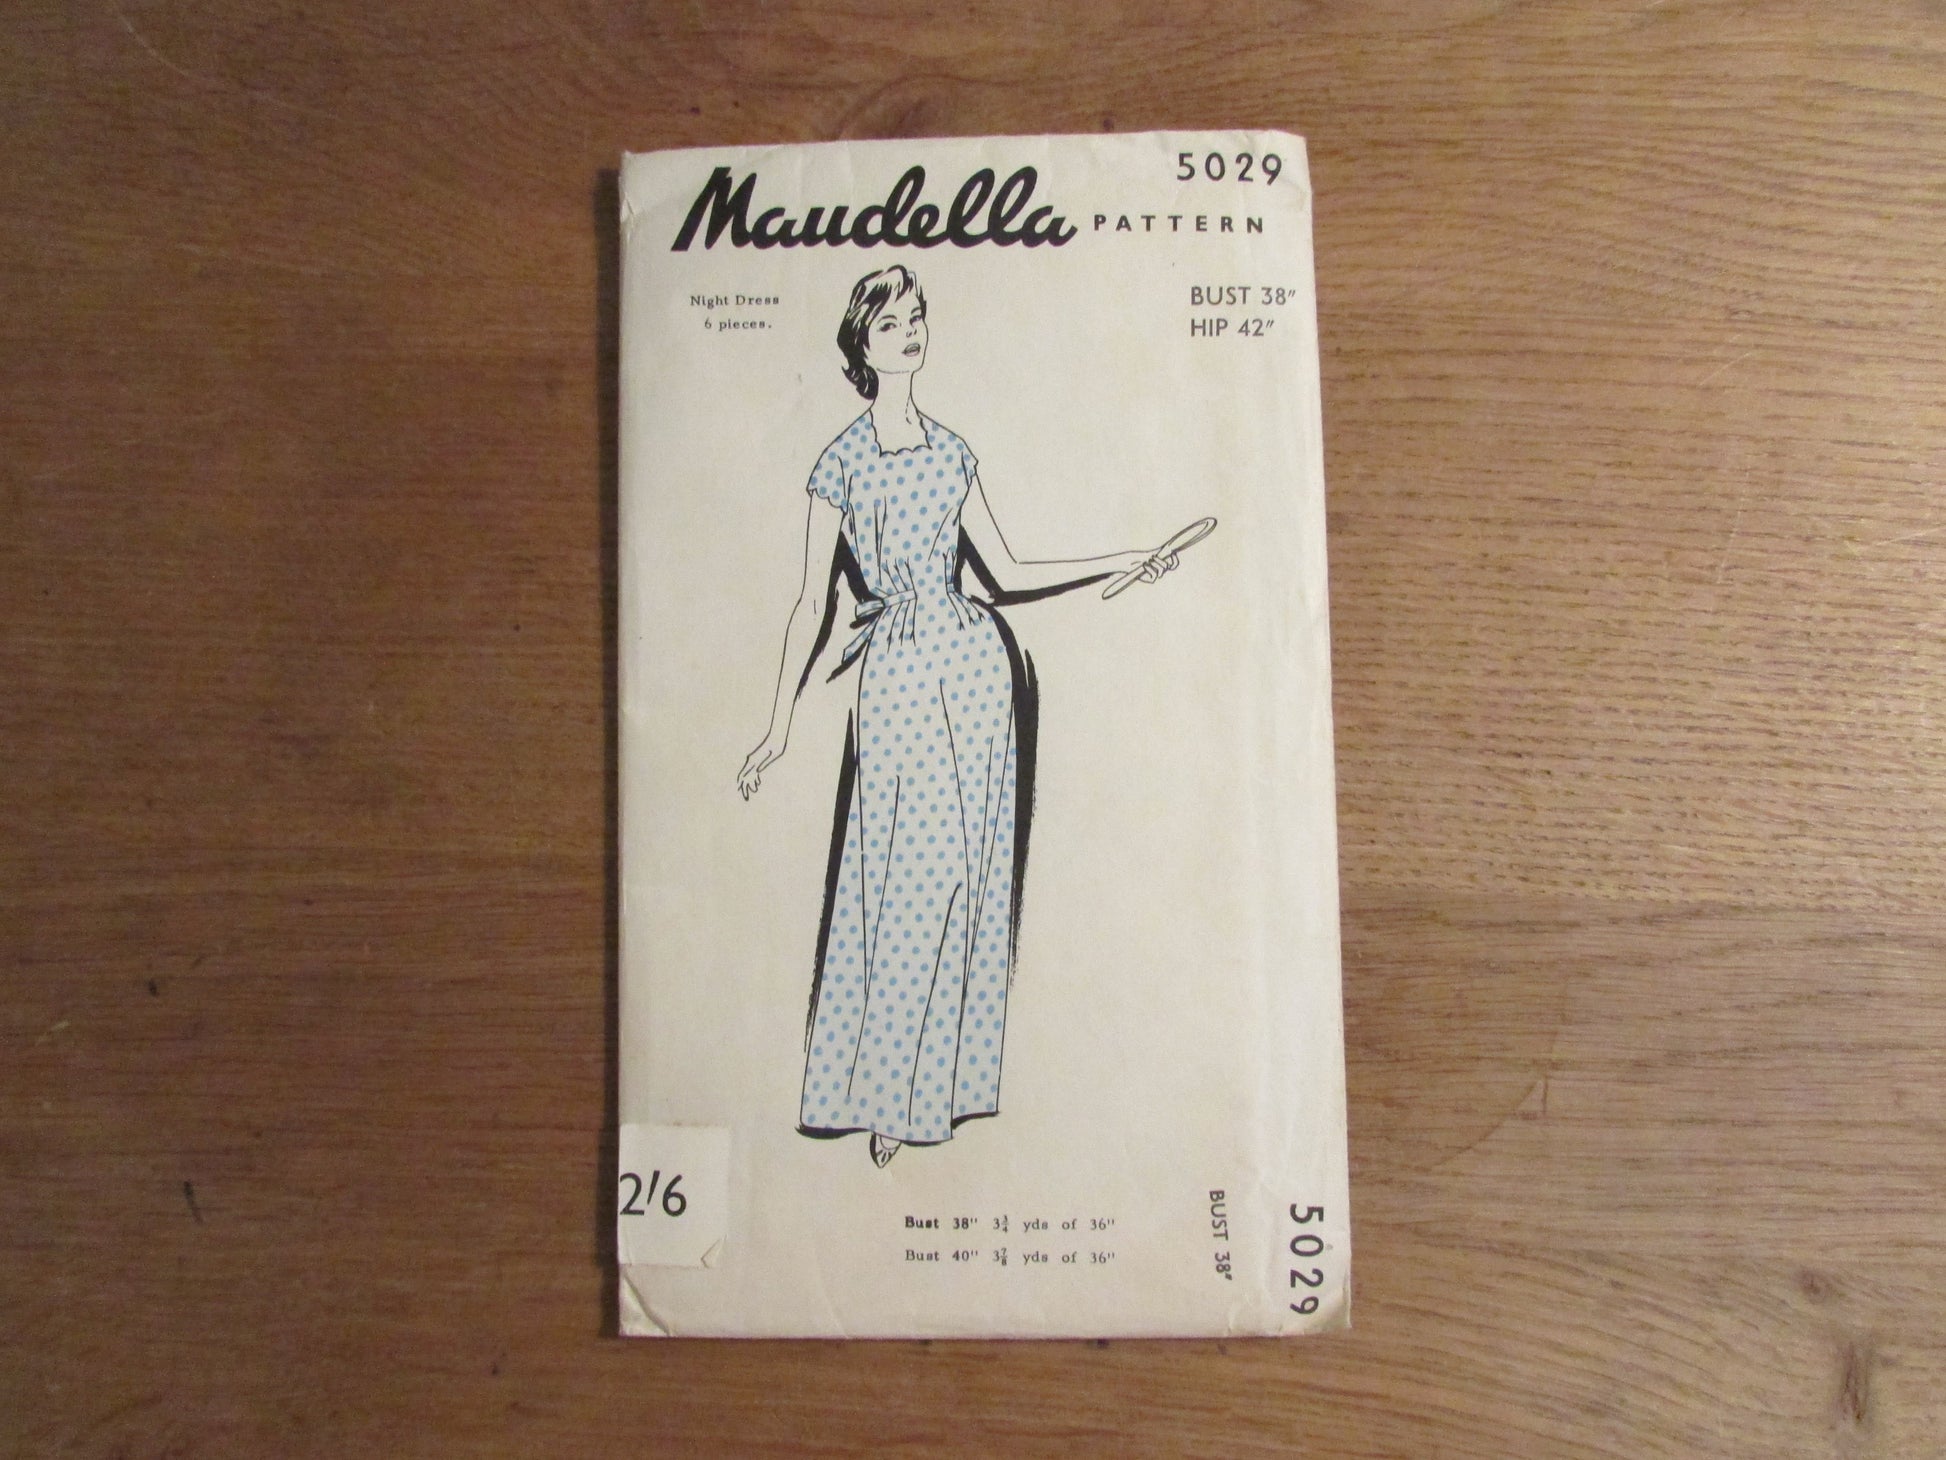 5029
Maudella PATTERN
Night Dress
6 pieces.
BUST 38"
HIP 42"
2/6
Bust 38" 3¾ yds of 36"
Bust 40" 3⅞ yds of 36"
BUST 38"
5029